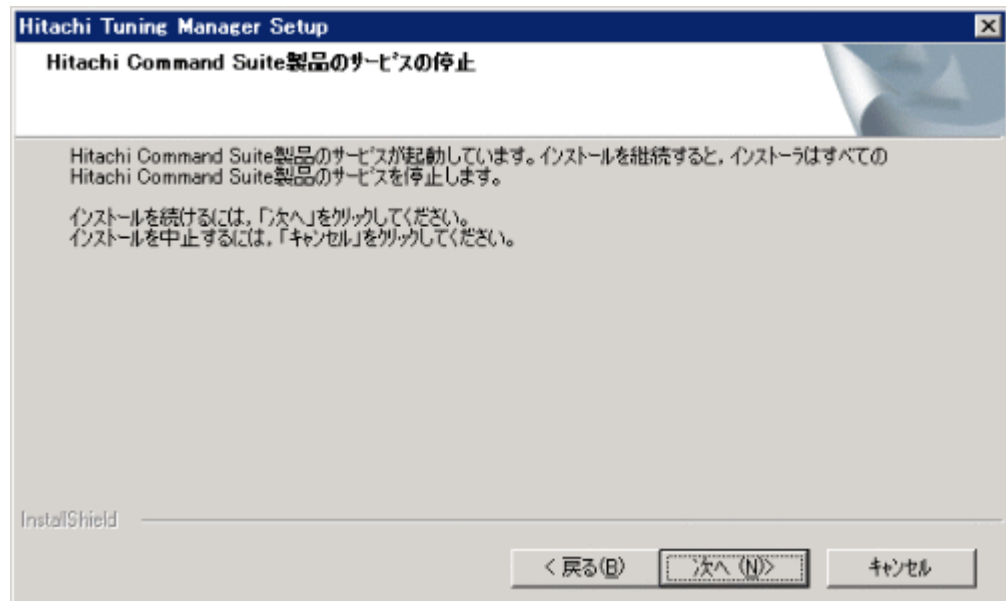 Hitachi Tuning Manager Setup
Hitachi Command Suite製品のサービスの停止
Hitachi Command Suite製品のサービスが起動しています。インストールを継続すると，インストーラはすべての
Hitachi Command Suite製品のサービスを停止します。
インストールを続けるには，「次へ」をクリックしてください。
インストールを中止するには，「キャンセル」をクリックしてください。
InstallShield
< 戻る(B)
次へ (N)>
キャンセル